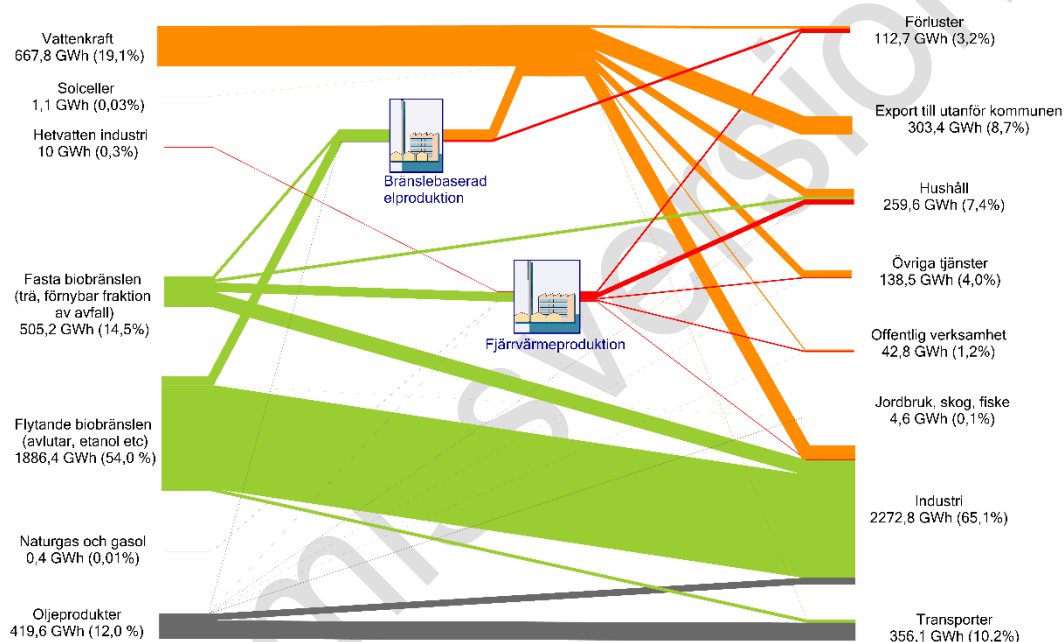 Vattenkraft
667,8 GWh (19,1%)
Solceller
1,1 GWh (0,03%)
Hetvatten industri
10 GWh (0,3%)
Fasta biobränslen
(trä, förnybar fraktion
av avfall)
505,2 GWh (14,5%)
Flytande biobränslen
(avlutar, etanol etc)
1886,4 GWh (54,0 %)
Naturgas och gasol
0,4 GWh (0,01%)
Oljeprodukter
419,6 GWh (12,0 %)
Bränslebaserad
elproduktion
Fjärrvärmeproduktion
Förluster
112,7 GWh (3,2%)
Export till utanför kommunen
303,4 GWh (8,7%)
Hushåll
259,6 GWh (7,4%)
Övriga tjänster
138,5 GWh (4,0%)
Offentlig verksamhet
42,8 GWh (1,2%)
Jordbruk, skog, fiske
4,6 GWh (0,1%)
Industri
2272,8 GWh (65,1%)
Transporter
356,1 GWh (10,2%)
missversion